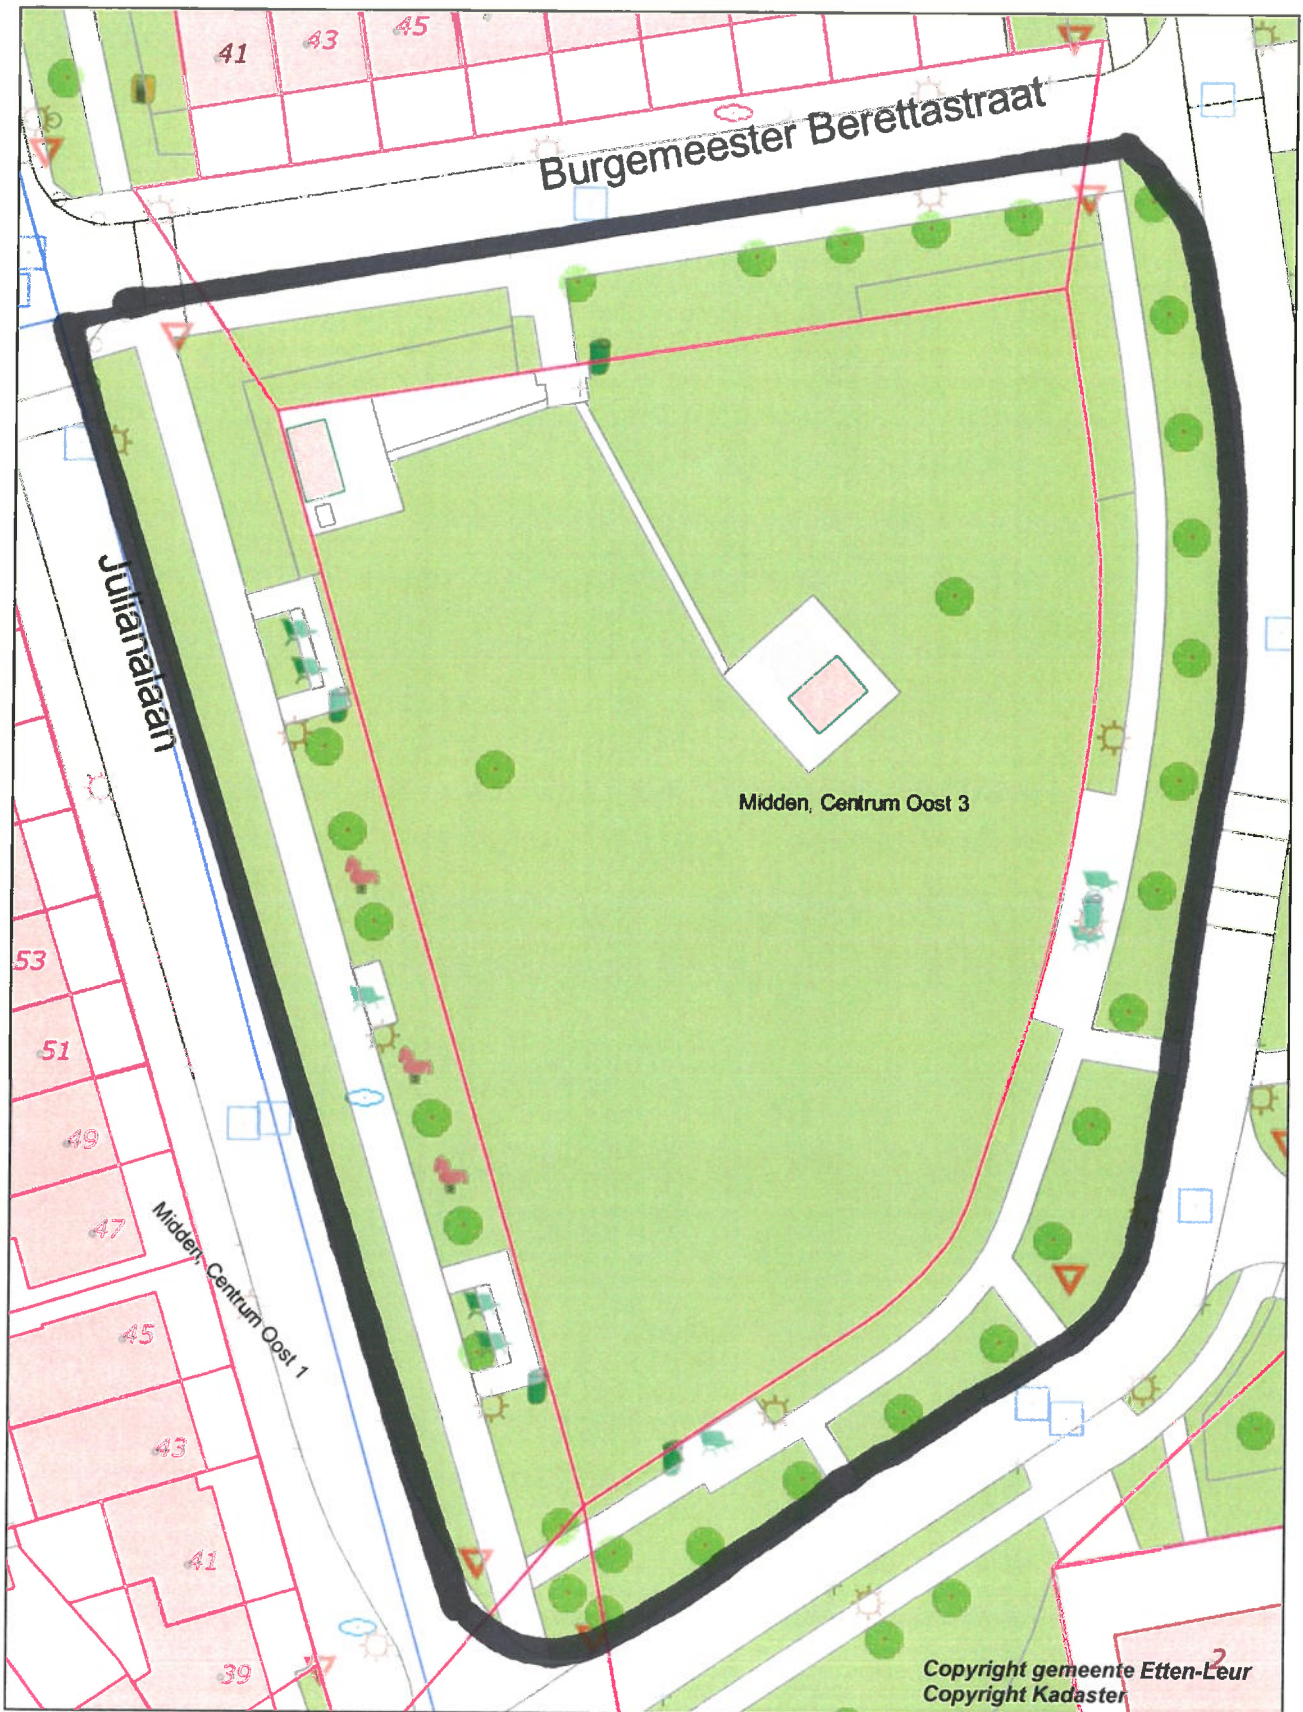 41
43
45
Burgemeester Berettastraat
Julianalaan
Midden, Centrum Oost 3
53
51
49
47
Midden, Centrum Oost 1
45
43
41
39
2
Copyright gemeente Etten-Leur
Copyright Kadaster